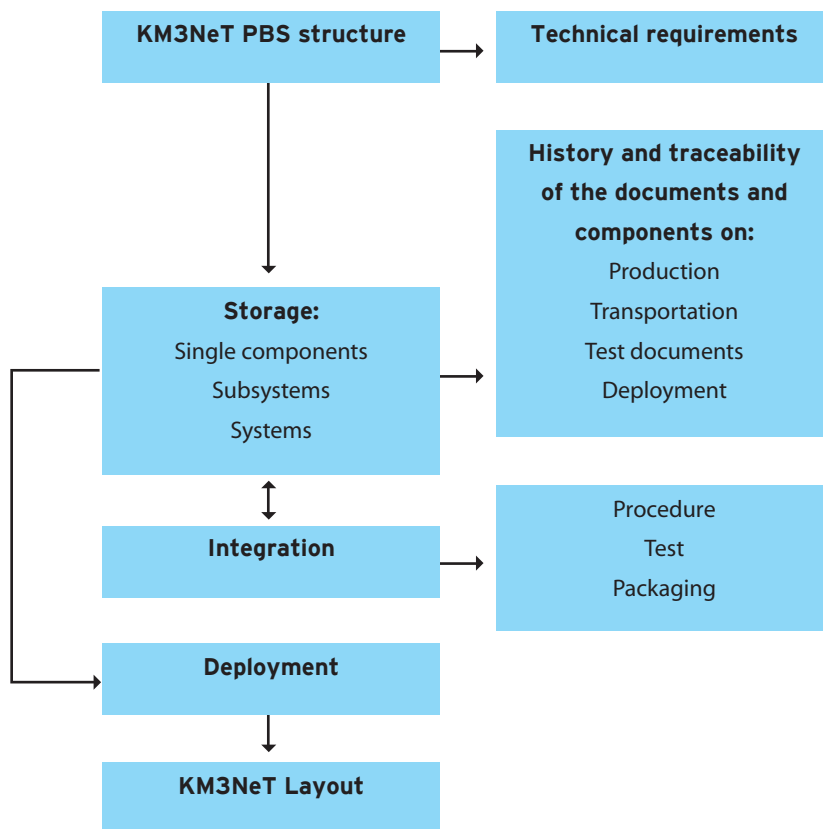 KM3NeT PBS structure
Technical requirements
History and traceability
of the documents and
components on:
Production
Transportation
Test documents
Deployment
Storage:
Single components
Subsystems
Systems
Integration
Procedure
Test
Packaging
Deployment
KM3NeT Layout